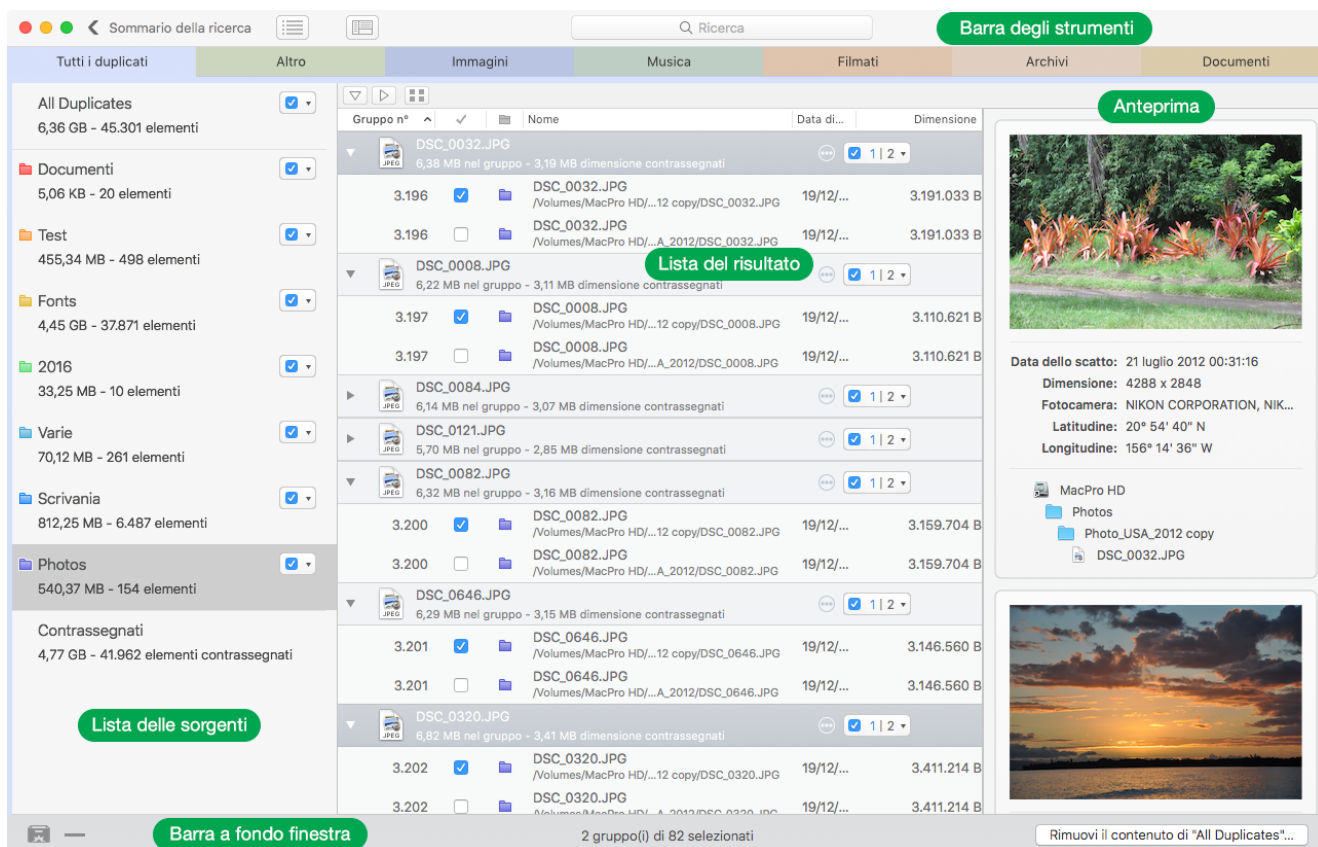 Sommario della ricerca
Ricerca
Barra degli strumenti
Tutti i duplicati
Altro
Immagini
Musica
Filmati
Archivi
Documenti
All Duplicates
6,36 GB - 45.301 elementi
Documenti
5,06 KB - 20 elementi
Test
455,34 MB - 498 elementi
Fonts
4,45 GB - 37.871 elementi
2016
33,25 MB - 10 elementi
Varie
70,12 MB - 261 elementi
Scrivania
812,25 MB - 6.487 elementi
Photos
540,37 MB - 154 elementi
Contrassegnati
4,77 GB - 41.962 elementi contrassegnati
Lista delle sorgenti
Gruppo nº Nome Data di... Dimensione
DSC_0032.JPG
JPEG 6,38 MB nel gruppo - 3,19 MB dimensione contrassegnati 1 | 2
3.196 DSC_0032.JPG 19/12/... 3.191.033 B
/Volumes/MacPro HD/...12 copy/DSC_0032.JPG
3.196 DSC_0032.JPG 19/12/... 3.191.033 B
/Volumes/MacPro HD/...A_2012/DSC_0032.JPG
Lista del risultato
DSC_0008.JPG
JPEG 6,22 MB nel gruppo - 3,11 MB dimensione contrassegnati 1 | 2
3.197 DSC_0008.JPG 19/12/... 3.110.621 B
/Volumes/MacPro HD/...12 copy/DSC_0008.JPG
3.197 DSC_0008.JPG 19/12/... 3.110.621 B
/Volumes/MacPro HD/...A_2012/DSC_0008.JPG
DSC_0084.JPG
JPEG 6,14 MB nel gruppo - 3,07 MB dimensione contrassegnati 1 | 2
DSC_0121.JPG
JPEG 5,70 MB nel gruppo - 2,85 MB dimensione contrassegnati 1 | 2
DSC_0082.JPG
JPEG 6,32 MB nel gruppo - 3,16 MB dimensione contrassegnati 1 | 2
3.200 DSC_0082.JPG 19/12/... 3.159.704 B
/Volumes/MacPro HD/...12 copy/DSC_0082.JPG
3.200 DSC_0082.JPG 19/12/... 3.159.704 B
/Volumes/MacPro HD/...A_2012/DSC_0082.JPG
DSC_0646.JPG
JPEG 6,29 MB nel gruppo - 3,15 MB dimensione contrassegnati 1 | 2
3.201 DSC_0646.JPG 19/12/... 3.146.560 B
/Volumes/MacPro HD/...12 copy/DSC_0646.JPG
3.201 DSC_0646.JPG 19/12/... 3.146.560 B
/Volumes/MacPro HD/...A_2012/DSC_0646.JPG
DSC_0320.JPG
JPEG 6,82 MB nel gruppo - 3,41 MB dimensione contrassegnati 1 | 2
3.202 DSC_0320.JPG 19/12/... 3.411.214 B
/Volumes/MacPro HD/...12 copy/DSC_0320.JPG
3.202 DSC_0320.JPG 19/12/... 3.411.214 B
/Volumes/MacPro HD/...A_2012/DSC_0320.JPG
Anteprima
Data dello scatto: 21 luglio 2012 00:31:16
Dimensione: 4288 x 2848
Fotocamera: NIKON CORPORATION, NIK...
Latitudine: 20° 54' 40" N
Longitudine: 156° 14' 36" W
MacPro HD
Photos
Photo_USA_2012 copy
DSC_0032.JPG
Barra a fondo finestra
2 gruppo(i) di 82 selezionati
Rimuovi il contenuto di "All Duplicates"...